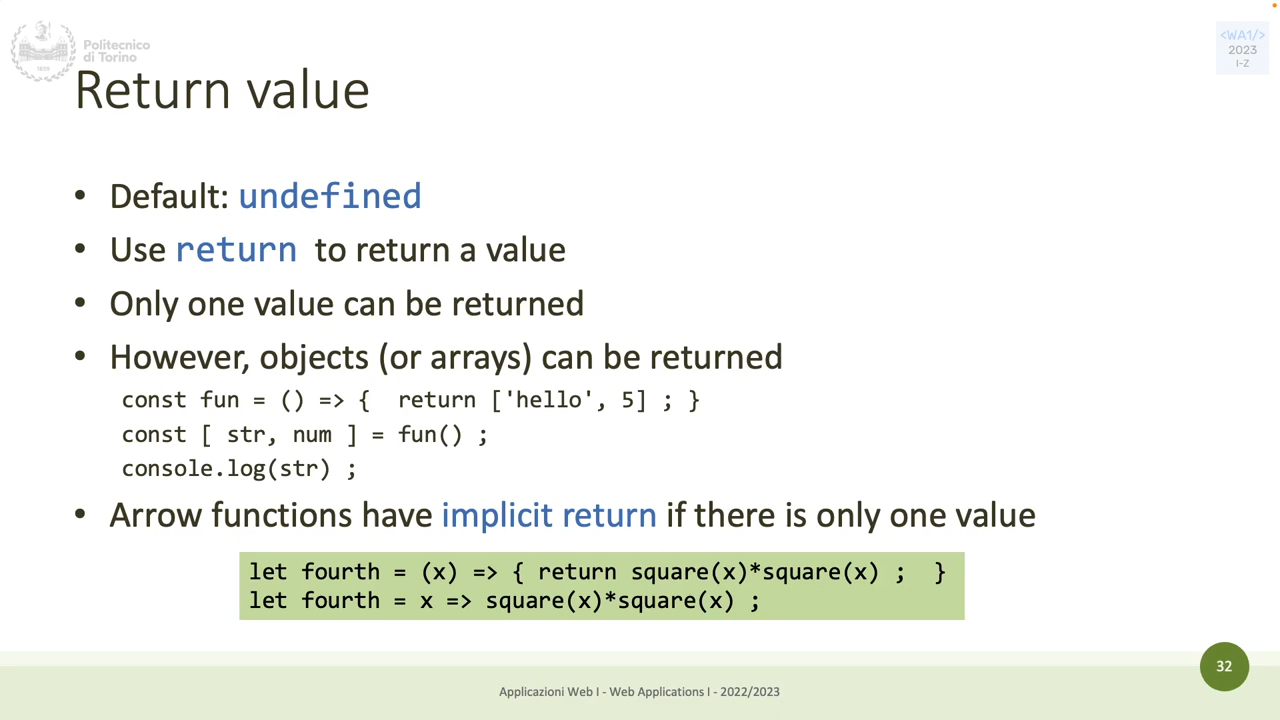 Politecnico
di Torino
1859
<WA1/>
2023
I-Z
Return value
• Default: undefined
• Use return to return a value
• Only one value can be returned
• However, objects (or arrays) can be returned
const fun = () => { return ['hello', 5] ; }
const [ str, num ] = fun() ;
console.log(str) ;
• Arrow functions have implicit return if there is only one value
let fourth = (x) => { return square(x)*square(x) ; }
let fourth = x => square(x)*square(x) ;
32
Applicazioni Web I - Web Applications I - 2022/2023